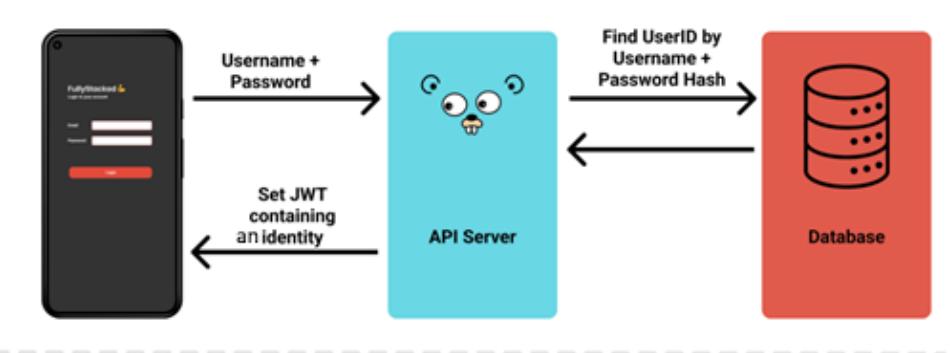 FullyStacked 💪
Login to your account
Email
Password
Login
Username +
Password
Set JWT
containing
an identity
API Server
Find UserID by
Username +
Password Hash
Database